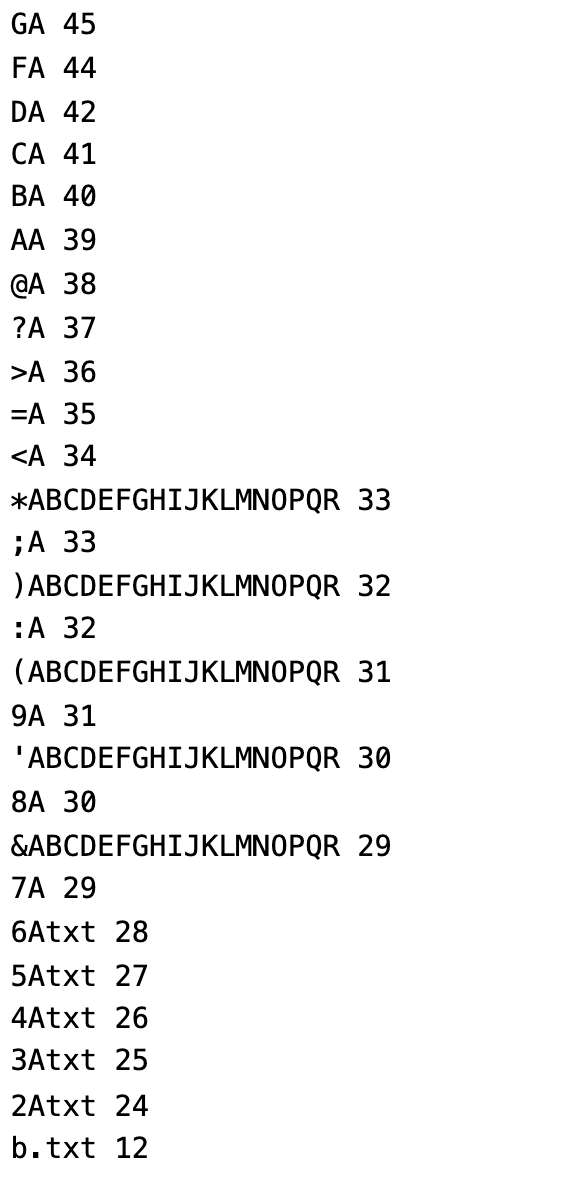 GA 45
FA 44
DA 42
CA 41
BA 40
AA 39
@A 38
?A 37
>A 36
=A 35
<A 34
*ABCDEFGHIJKLMNOPQR 33
;A 33
)ABCDEFGHIJKLMNOPQR 32
:A 32
(ABCDEFGHIJKLMNOPQR 31
9A 31
'ABCDEFGHIJKLMNOPQR 30
8A 30
&ABCDEFGHIJKLMNOPQR 29
7A 29
6Atxt 28
5Atxt 27
4Atxt 26
3Atxt 25
2Atxt 24
b.txt 12